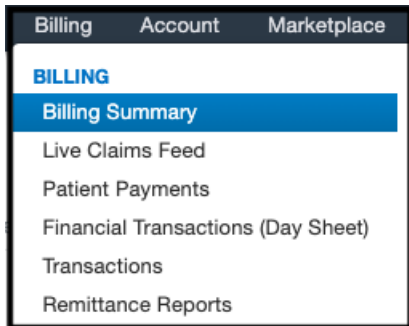 Billing Account Marketplace
BILLING
Billing Summary
Live Claims Feed
Patient Payments
Financial Transactions (Day Sheet)
Transactions
Remittance Reports